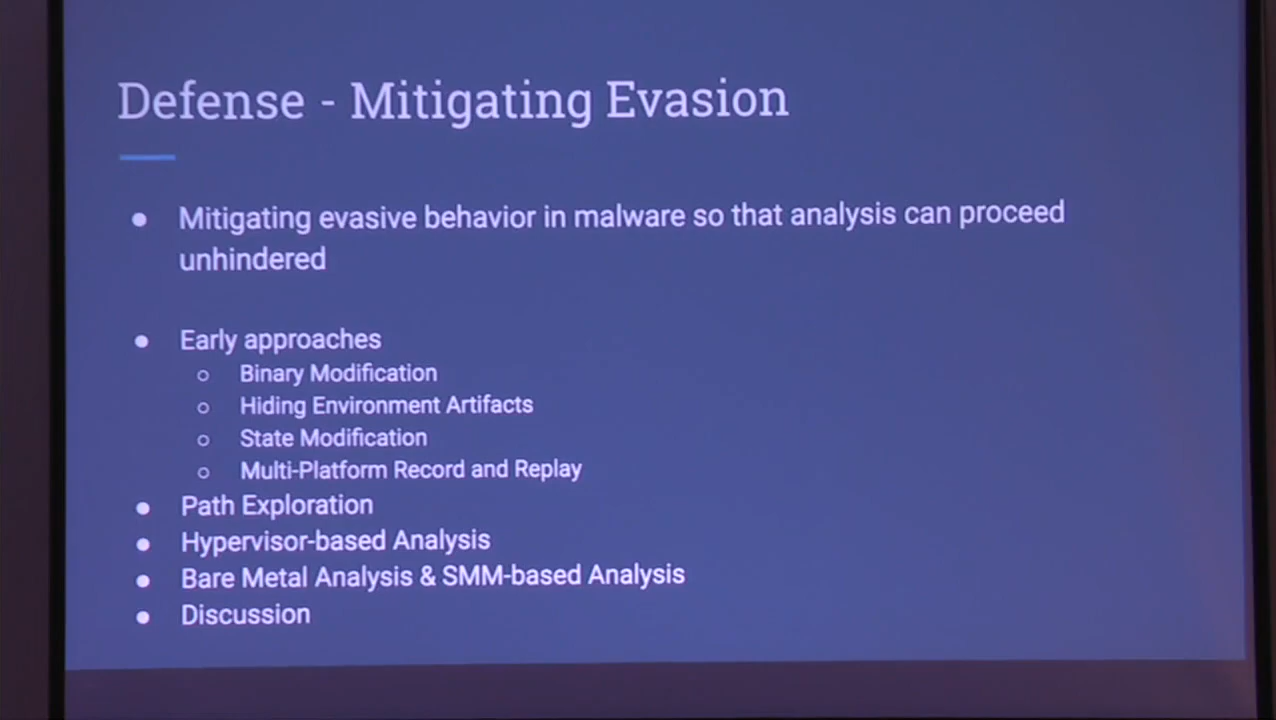 Defense - Mitigating Evasion
● Mitigating evasive behavior in malware so that analysis can proceed
unhindered
● Early approaches
○ Binary Modification
○ Hiding Environment Artifacts
○ State Modification
○ Multi-Platform Record and Replay
● Path Exploration
● Hypervisor-based Analysis
● Bare Metal Analysis & SMM-based Analysis
● Discussion